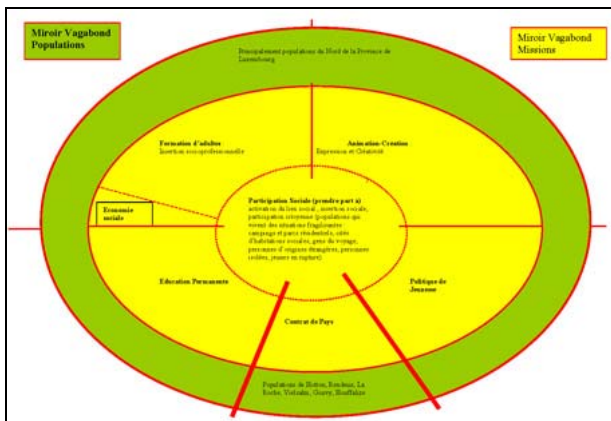 Miroir Vagabond
Populations
Miroir Vagabond
Missions
Principalement populations du Nord de la Province de
Luxembourg
Formation d'adultes
Insertion socioprofessionnelle
Animation-Création
Expression et Créativité
Economie
sociale
Participation Sociale (prendre part à)
activation du lien social, insertion sociale,
participation citoyenne (populations qui
vivent des situations fragilisantes :
campings et parcs résidentiels, cités
d'habitations sociales, gens du voyage,
personnes d'origines étrangères, personnes
isolées, jeunes en rupture)
Education Permanente
Politique de
Jeunesse
Contrat de Pays
Populations de Hotton, Rendeux, La
Roche, Vielsalm, Gouvy, Houffalize